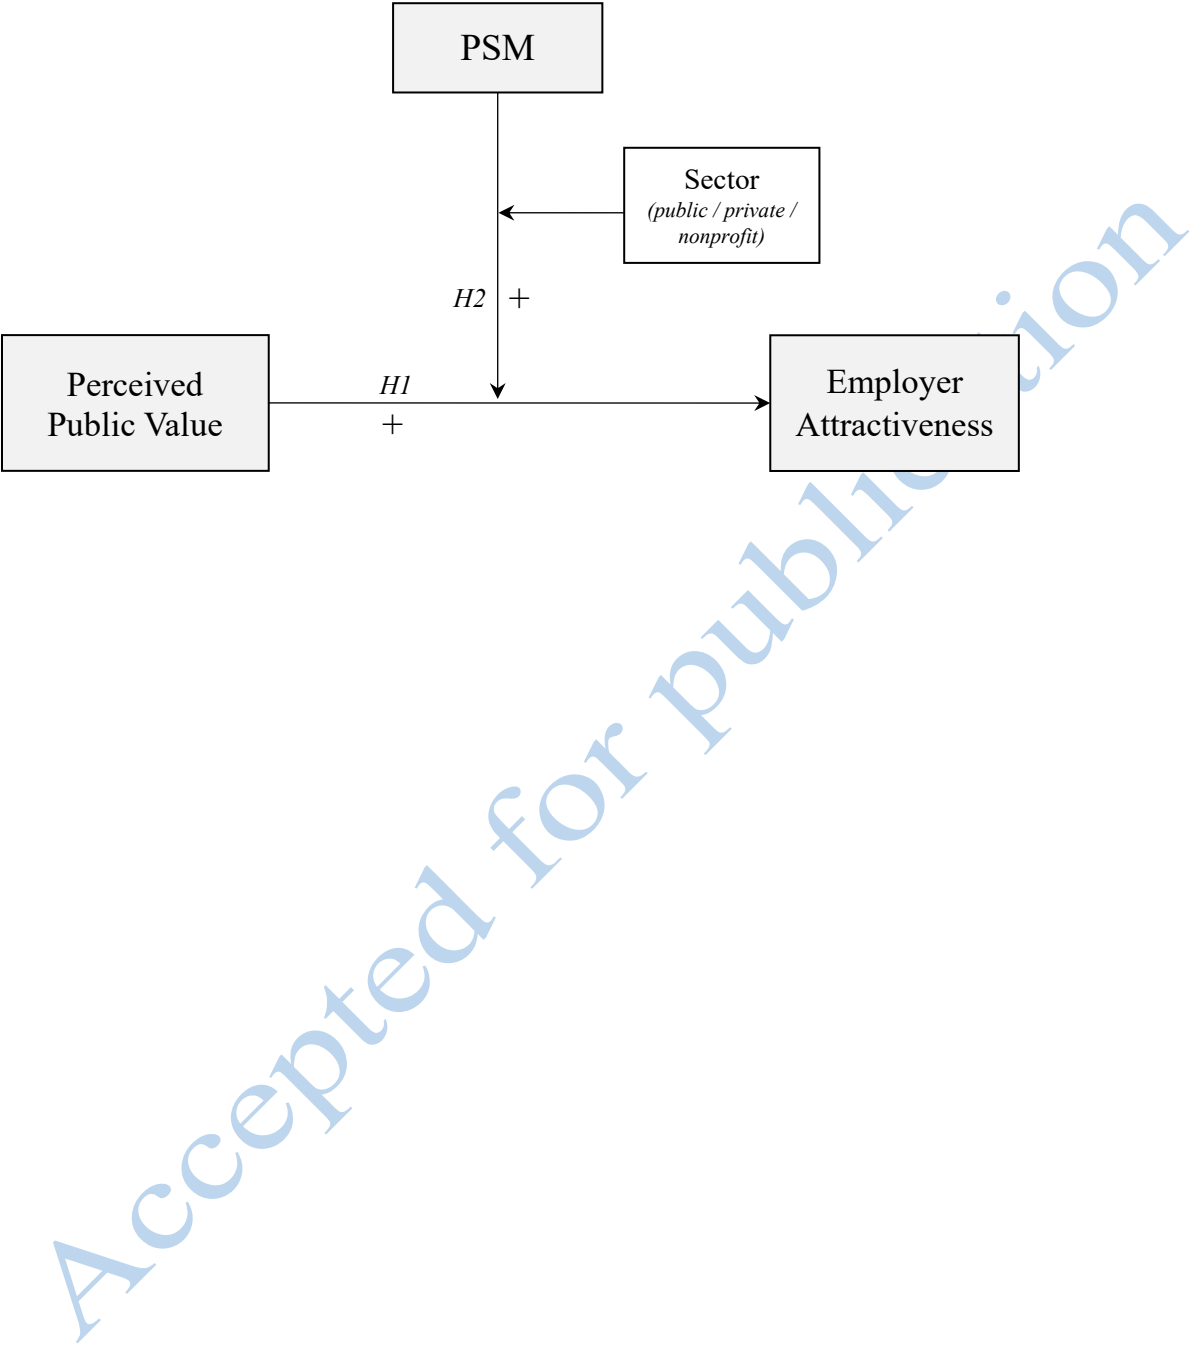 PSM
Sector
(public / private /
nonprofit)
H2 +
H1
+
Perceived
Public Value
Employer
Attractiveness
Accepted for publication